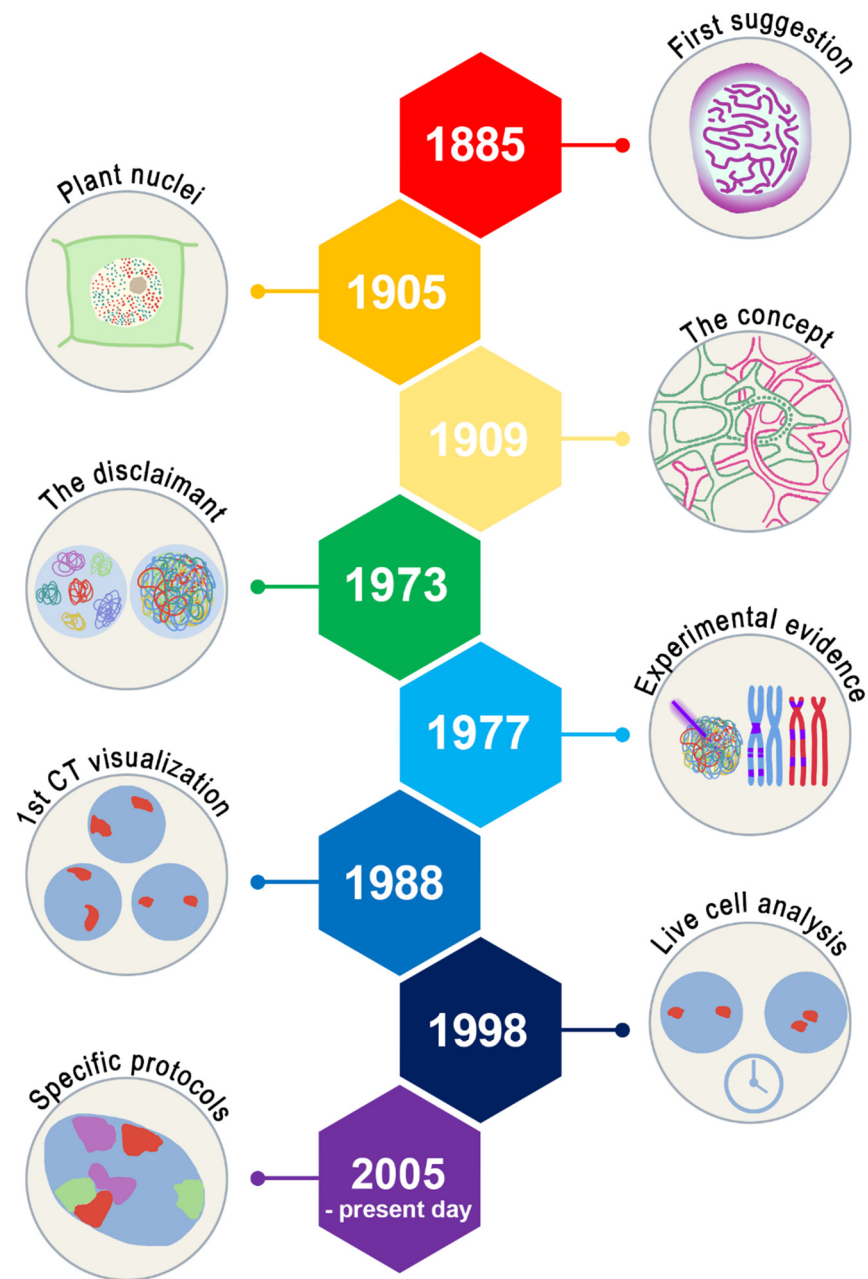 First suggestion
1885
Plant nuclei
1905
The concept
1909
The disclaimant
1973
Experimental evidence
1977
1st CT visualization
1988
Live cell analysis
1998
Specific protocols
2005
- present day